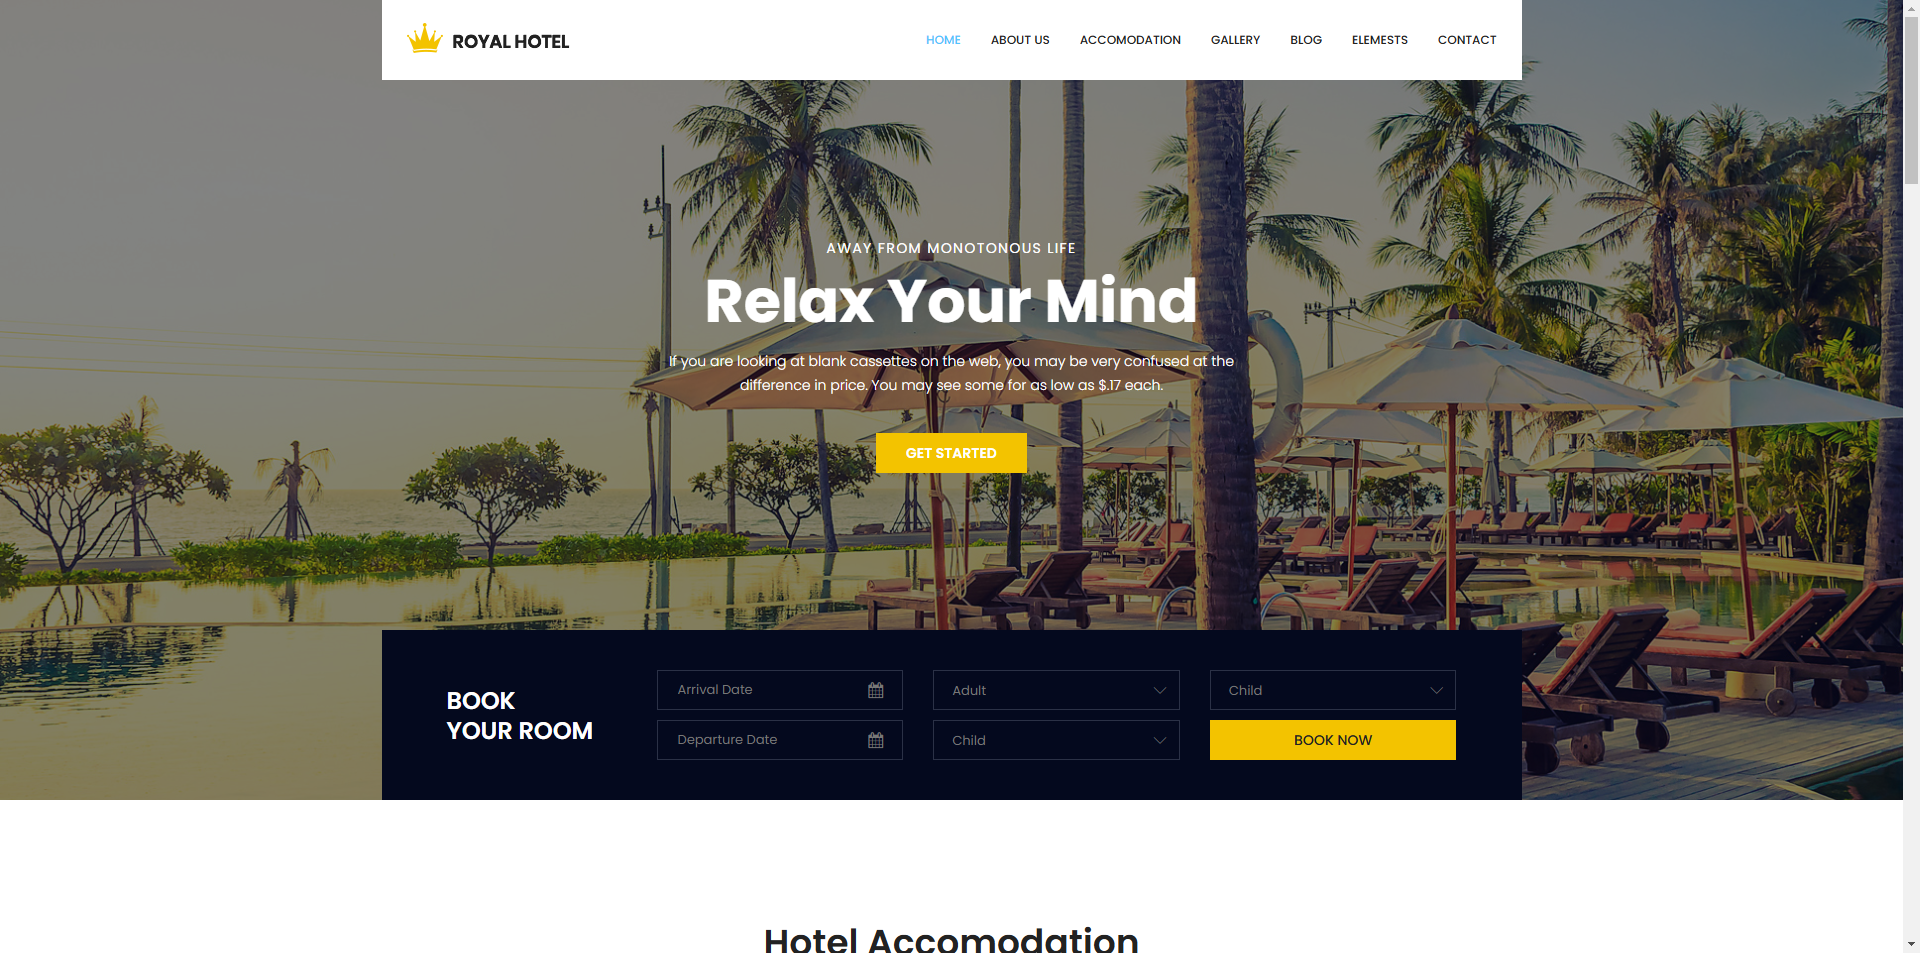 ROYAL HOTEL
HOME ABOUT US ACCOMODATION GALLERY BLOG ELEMESTS CONTACT
AWAY FROM MONOTONOUS LIFE
Relax Your Mind
If you are looking at blank cassettes on the web, you may be very confused at the
difference in price. You may see some for as low as $.17 each.
GET STARTED
BOOK
YOUR ROOM
Arrival Date
Adult
Child
Departure Date
Child
BOOK NOW
Hotel Accomodation